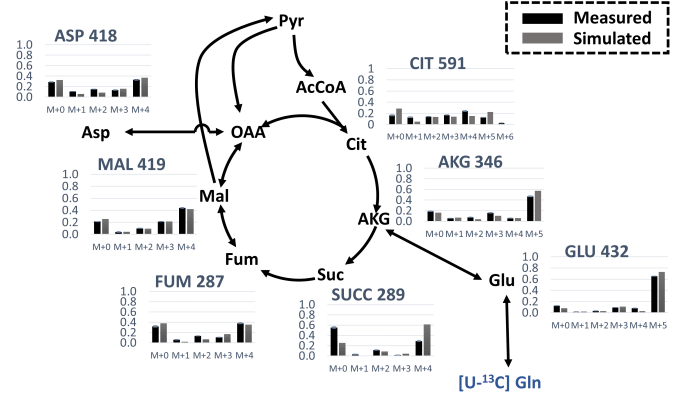 Pyr
Measured
Simulated
ASP 418
1.0
0.8
0.6
0.4
0.2
0.0
M+0 M+1 M+2 M+3 M+4
CIT 591
1
0.8
0.6
0.4
0.2
0
M+0 M+1 M+2 M+3 M+4 M+5 M+6
AcCoA
Asp
OAA
Cit
MAL 419
1.0
0.8
0.6
0.4
0.2
0.0
M+0 M+1 M+2 M+3 M+4
AKG 346
1.0
0.8
0.6
0.4
0.2
0.0
M+0 M+1 M+2 M+3 M+4 M+5
Mal
AKG
Fum
Suc
Glu
GLU 432
1.0
0.8
0.6
0.4
0.2
0.0
M+0 M+1 M+2 M+3 M+4 M+5
FUM 287
1.0
0.8
0.6
0.4
0.2
0.0
M+0 M+1 M+2 M+3 M+4
SUCC 289
1.0
0.8
0.6
0.4
0.2
0.0
M+0 M+1 M+2 M+3 M+4
[U-¹³C] Gln